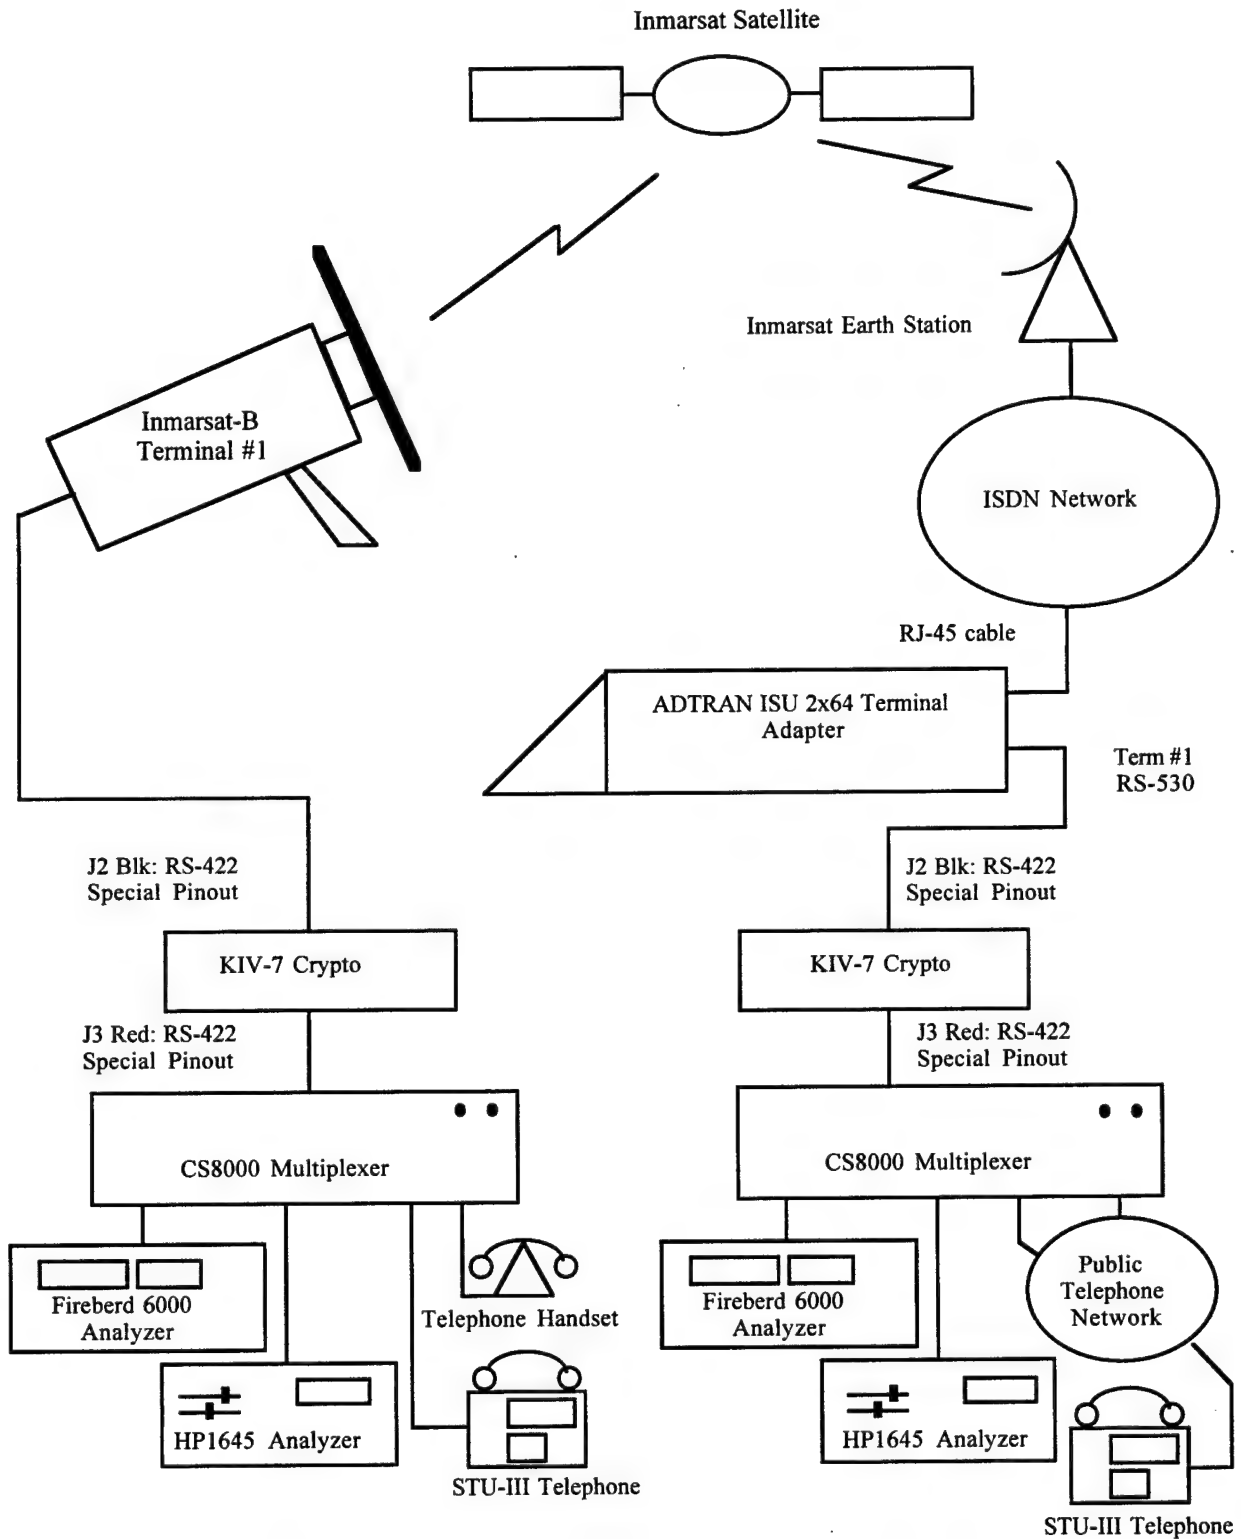 Inmarsat Satellite
Inmarsat Earth Station
Inmarsat-B
Terminal #1
ISDN Network
RJ-45 cable
ADTRAN ISU 2x64 Terminal
Adapter
Term #1
RS-530
J2 Blk: RS-422
Special Pinout
J2 Blk: RS-422
Special Pinout
KIV-7 Crypto
KIV-7 Crypto
J3 Red: RS-422
Special Pinout
J3 Red: RS-422
Special Pinout
CS8000 Multiplexer
CS8000 Multiplexer
Fireberd 6000
Analyzer
Telephone Handset
Fireberd 6000
Analyzer
Public
Telephone
Network
HP1645 Analyzer
STU-III Telephone
HP1645 Analyzer
STU-III Telephone